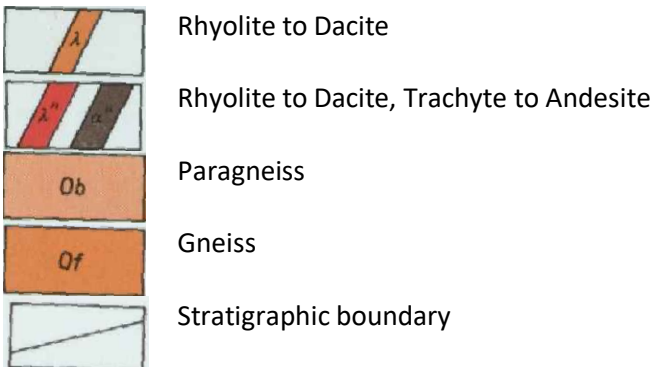 λ Rhyolite to Dacite
λ" α" Rhyolite to Dacite, Trachyte to Andesite
Ob Paragneiss
Of Gneiss
Stratigraphic boundary